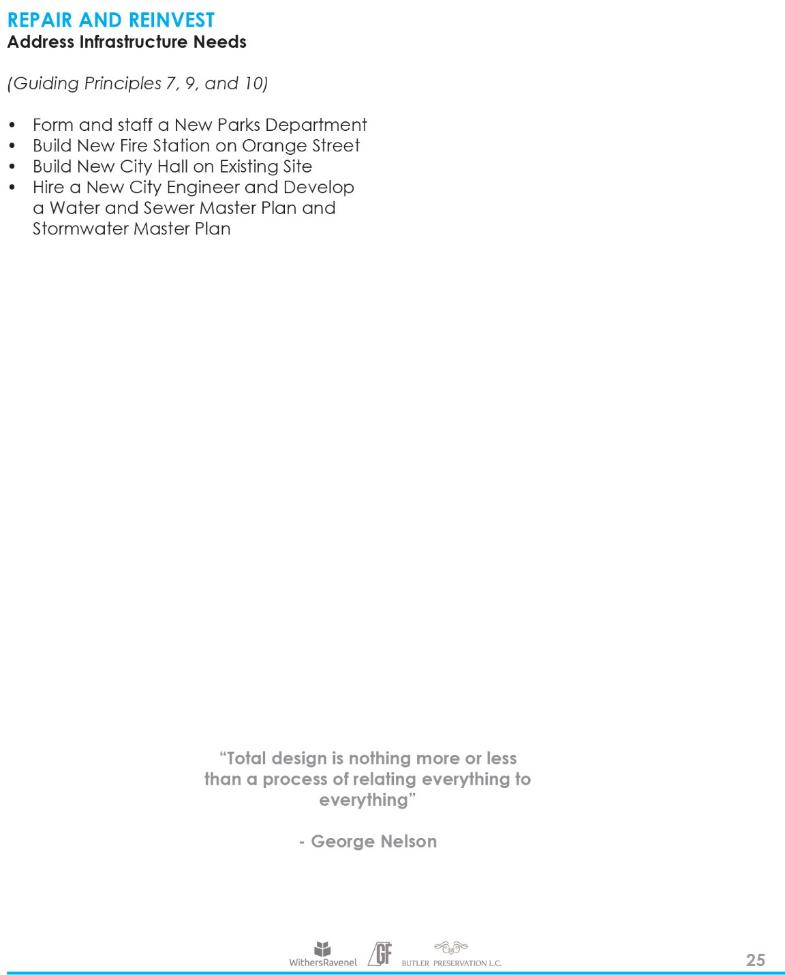 REPAIR AND REINVEST
Address Infrastructure Needs
(Guiding Principles 7, 9, and 10)
• Form and staff a New Parks Department
• Build New Fire Station on Orange Street
• Build New City Hall on Existing Site
• Hire a New City Engineer and Develop
a Water and Sewer Master Plan and
Stormwater Master Plan
“Total design is nothing more or less
than a process of relating everything to
everything”
- George Nelson
WithersRavenel GF BUTLER PRESERVATION L.C.
25